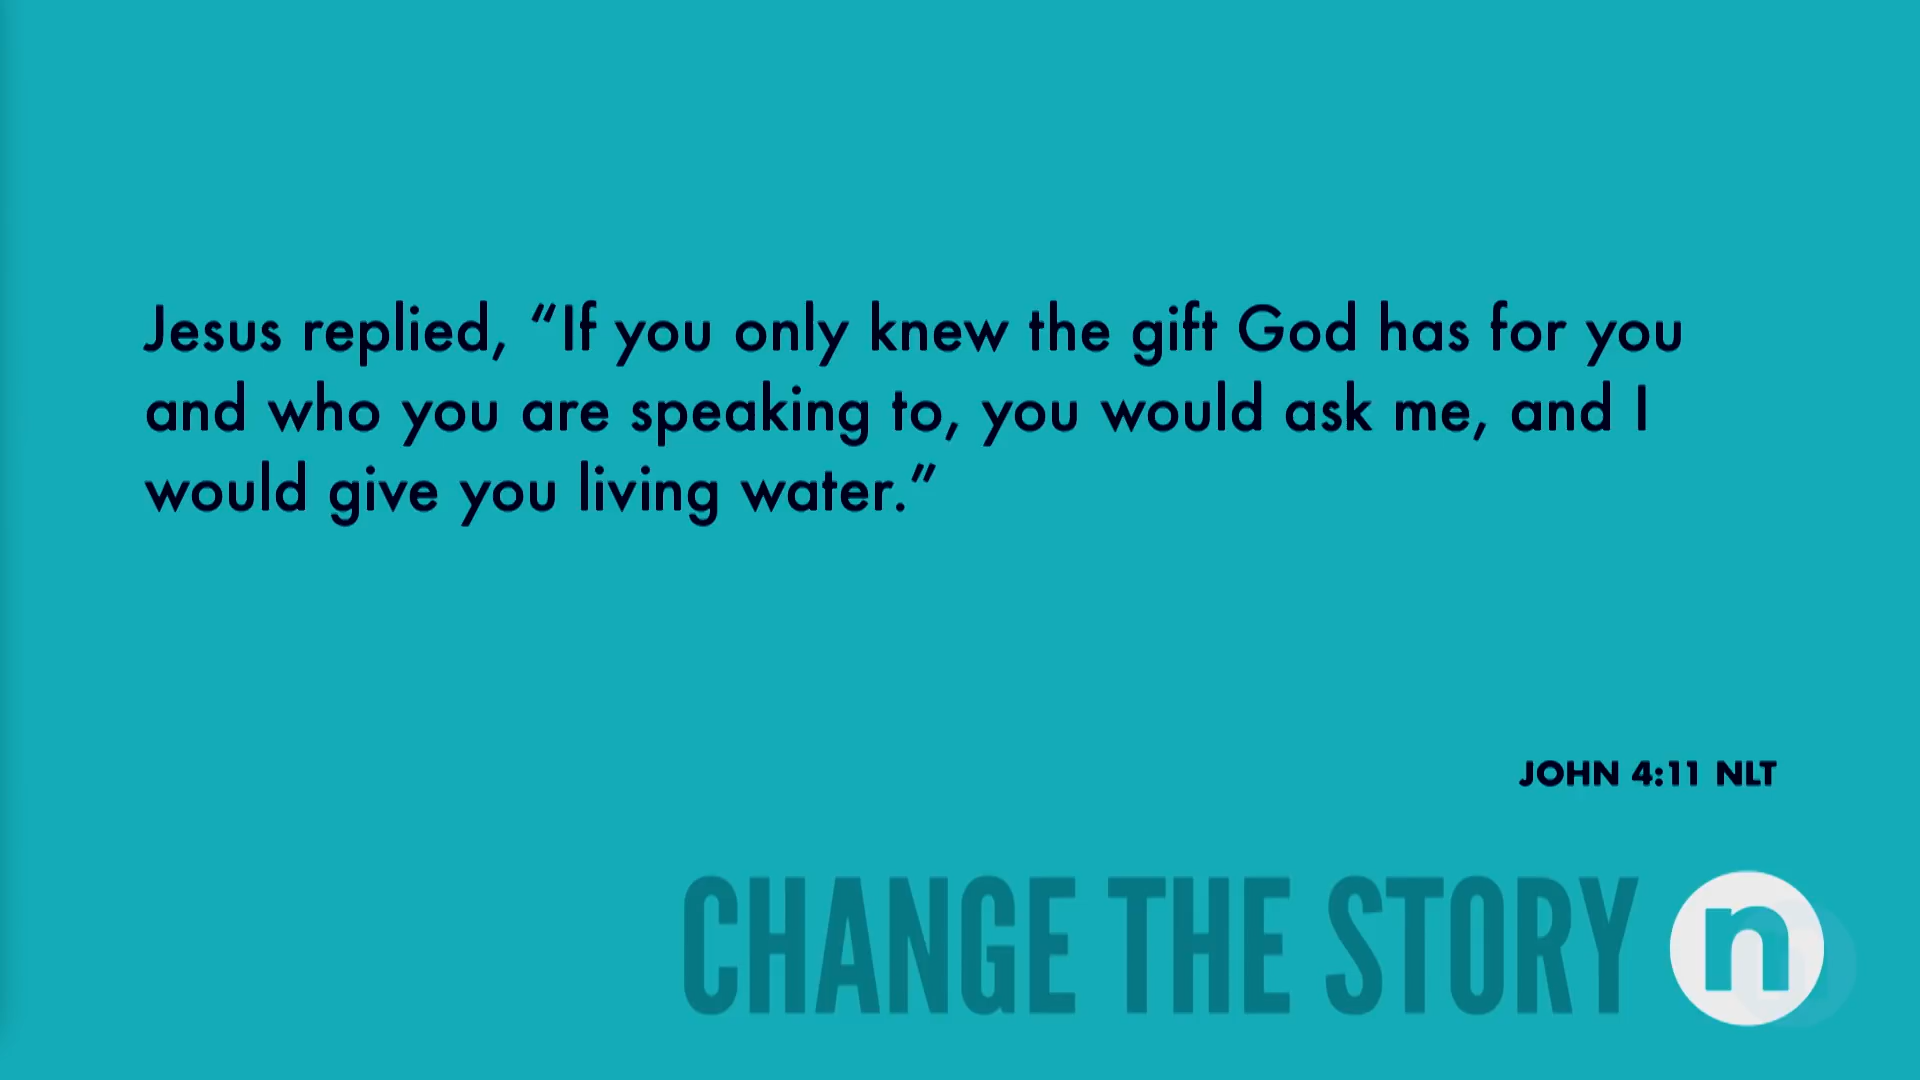 Jesus replied, “If you only knew the gift God has for you
and who you are speaking to, you would ask me, and I
would give you living water.”
JOHN 4:11 NLT
CHANGE THE STORY
n